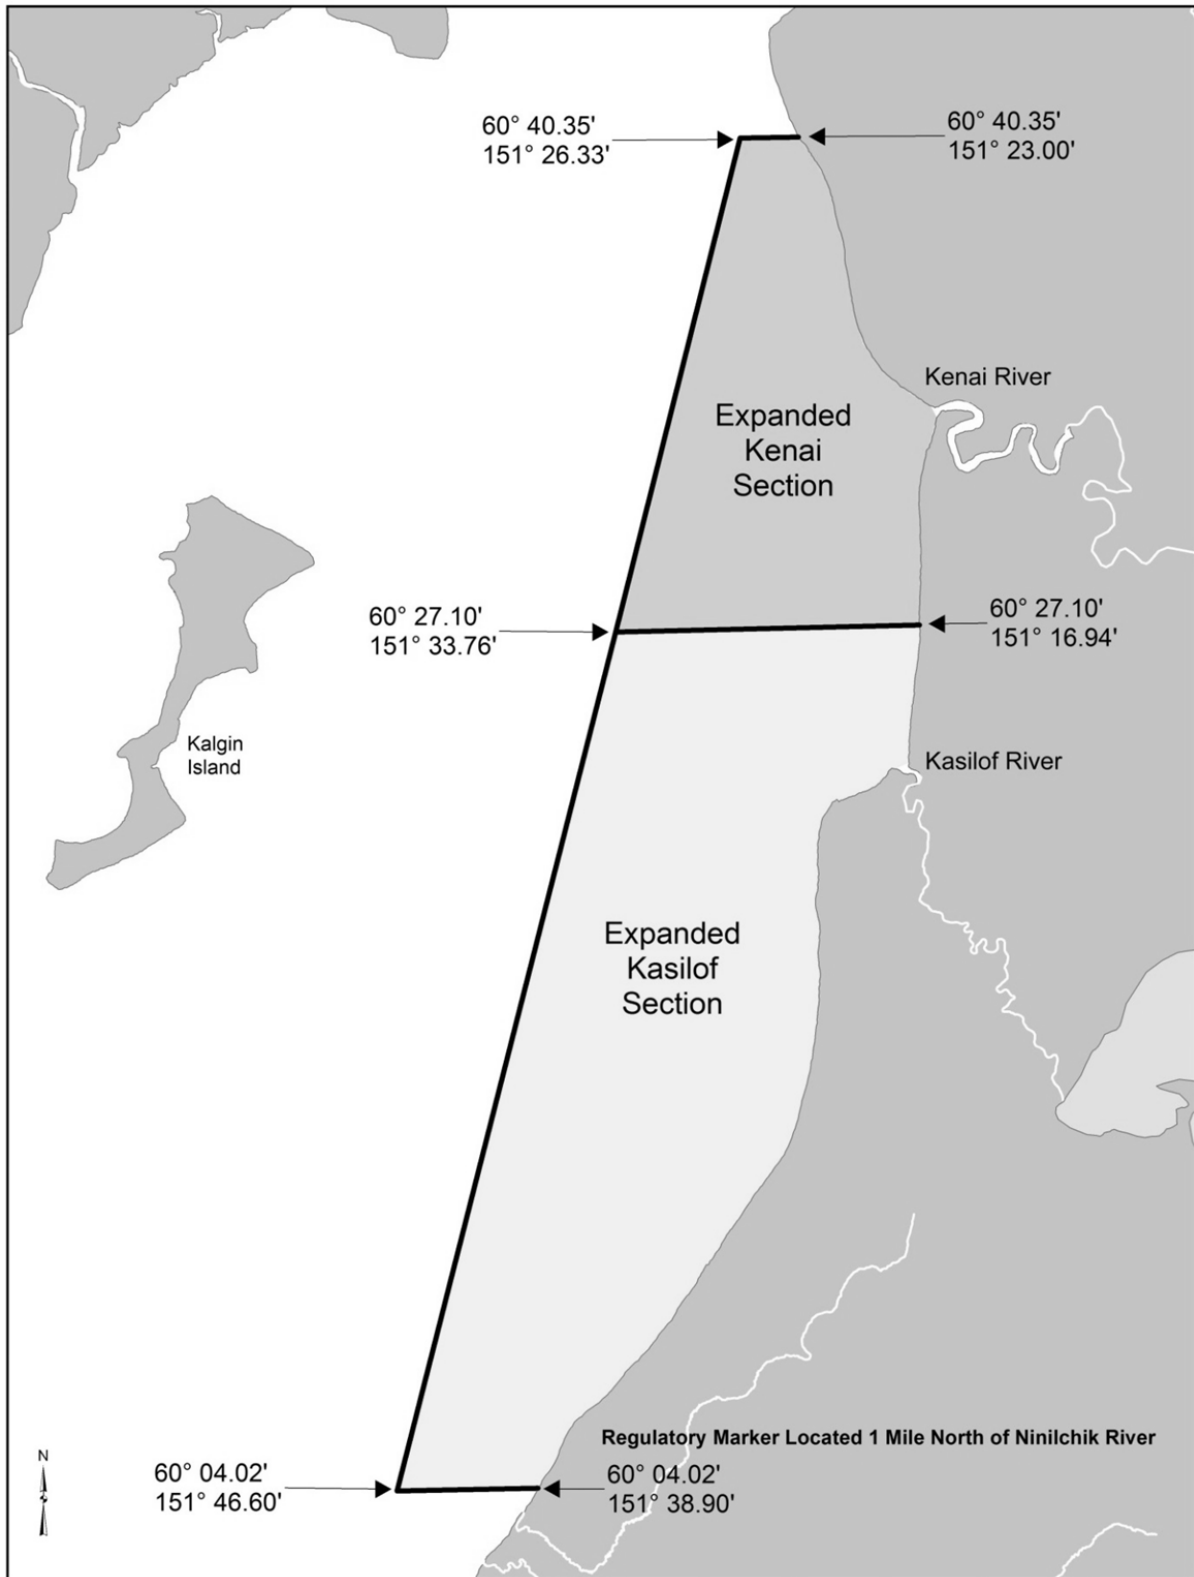 60° 40.35'
151° 26.33'
60° 40.35'
151° 23.00'
Kenai River
Expanded
Kenai
Section
60° 27.10'
151° 33.76'
60° 27.10'
151° 16.94'
Kalgin
Island
Kasilof River
Expanded
Kasilof
Section
Regulatory Marker Located 1 Mile North of Ninilchik River
N
60° 04.02'
151° 46.60'
60° 04.02'
151° 38.90'